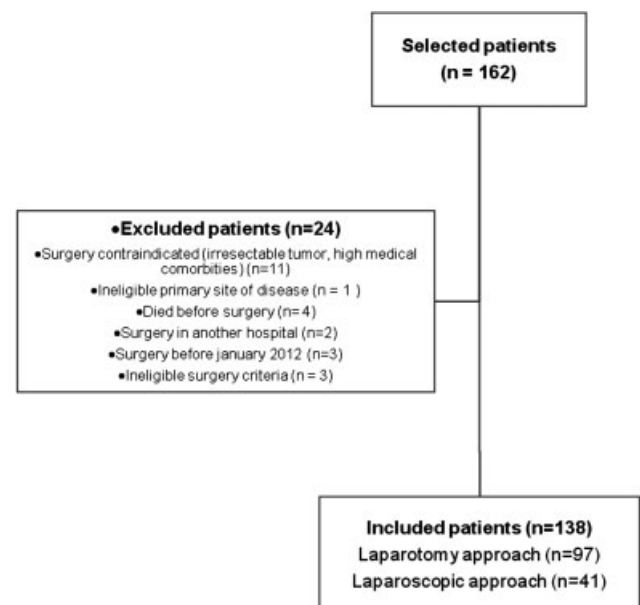 Selected patients
(n = 162)
•Excluded patients (n=24)
•Surgery contraindicated (irresectable tumor, high medical
comorbities) (n=11)
•Ineligible primary site of disease (n = 1 )
•Died before surgery (n= 4)
•Surgery in another hospital (n=2)
•Surgery before january 2012 (n=3)
•Ineligible surgery criteria (n = 3)
Included patients (n=138)
Laparotomy approach (n=97)
Laparoscopic approach (n=41)